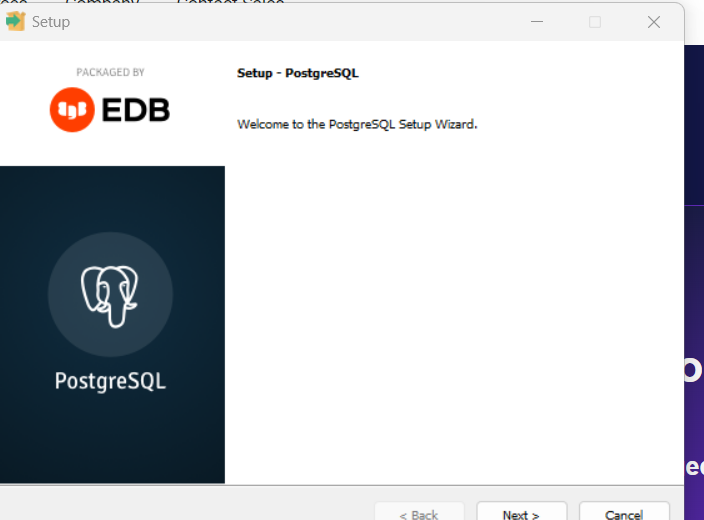 Setup
PACKAGED BY
EDB
Setup - PostgreSQL
Welcome to the PostgreSQL Setup Wizard.
PostgreSQL
< Back
Next >
Cancel